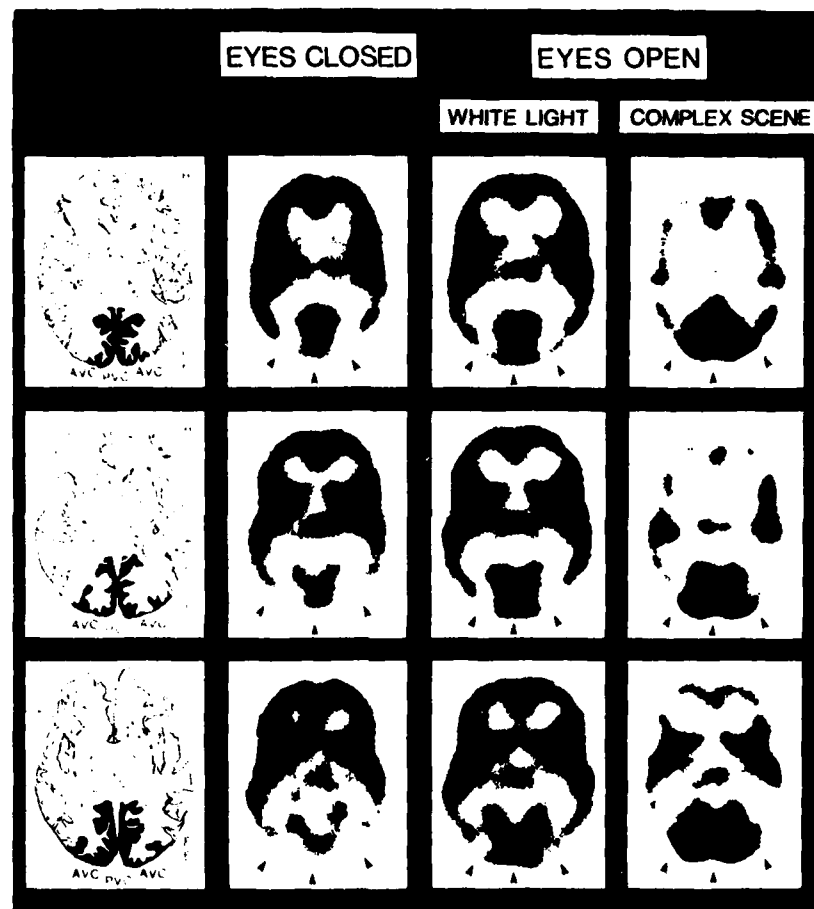 EYES CLOSED
EYES OPEN
WHITE LIGHT
COMPLEX SCENE
AVC PVC AVC
AVC AVC
AVC PVC AVC